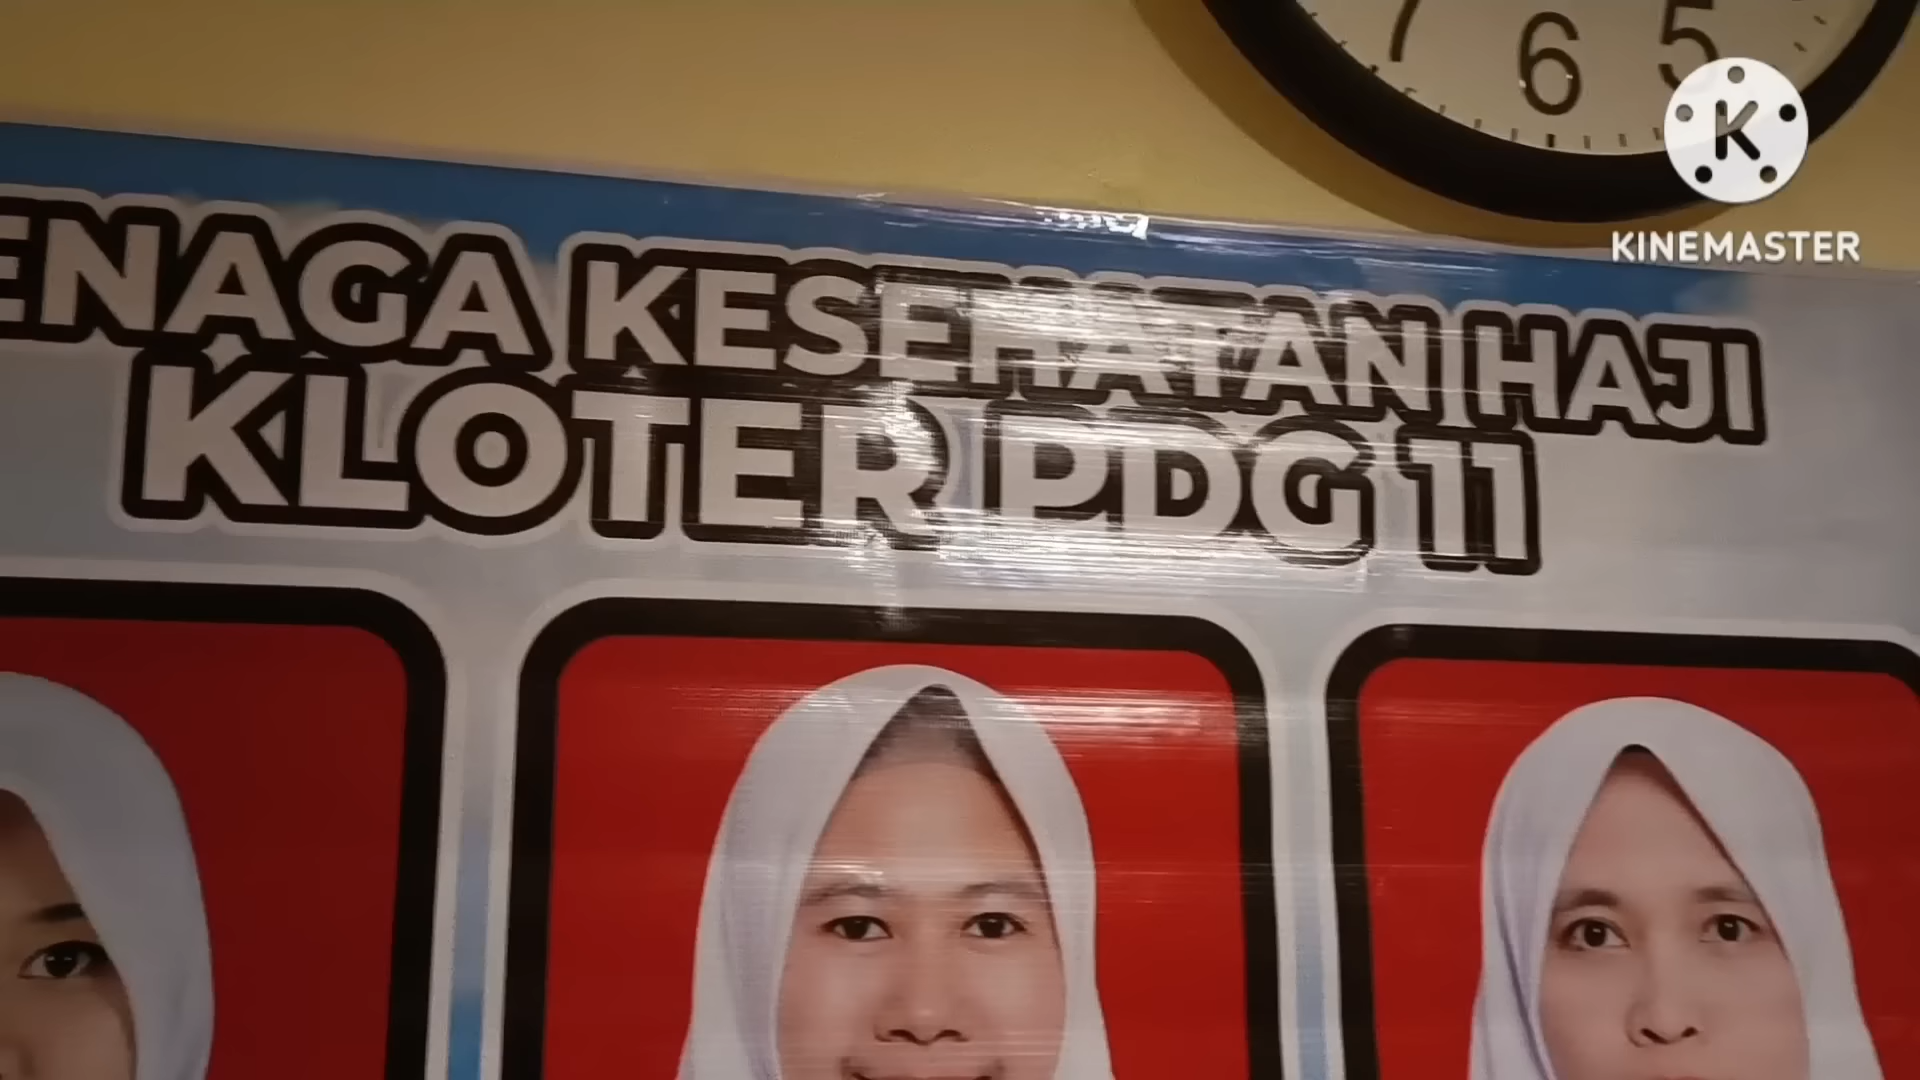 7 6 5
K
KINEMASTER
ENAGA KESEHATAN HAJI
KLOTER PDG 11